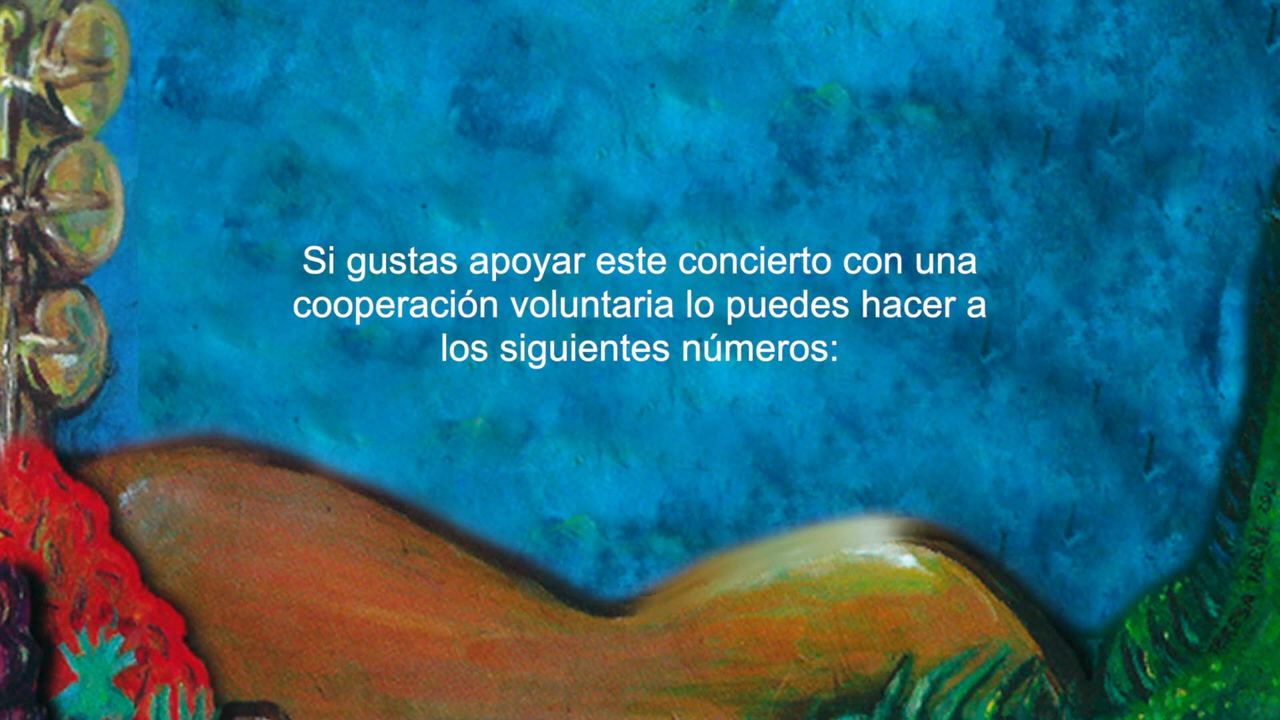 Si gustas apoyar este concierto con una
cooperación voluntaria lo puedes hacer a
los siguientes números: